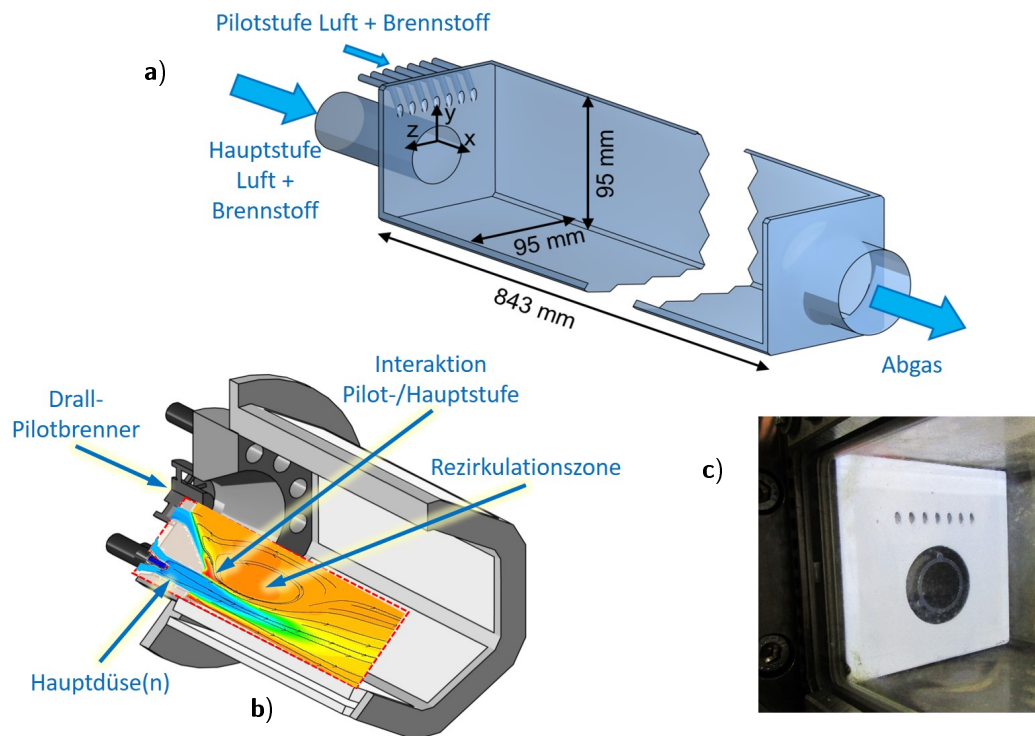 Pilotstufe Luft + Brennstoff
a)
Hauptstufe
Luft +
Brennstoff
y
z
x
95 mm
95 mm
843 mm
Abgas
Interaktion
Pilot-/Hauptstufe
Drall-
Pilotbrenner
Rezirkulationszone
c)
Hauptdüse(n)
b)